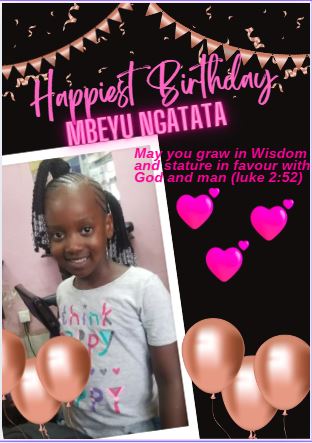 Happiest Birthday
MBEYU NGATATA
May you graw in Wisdom
and stature in favour with
God and man (luke 2:52)
think
happy